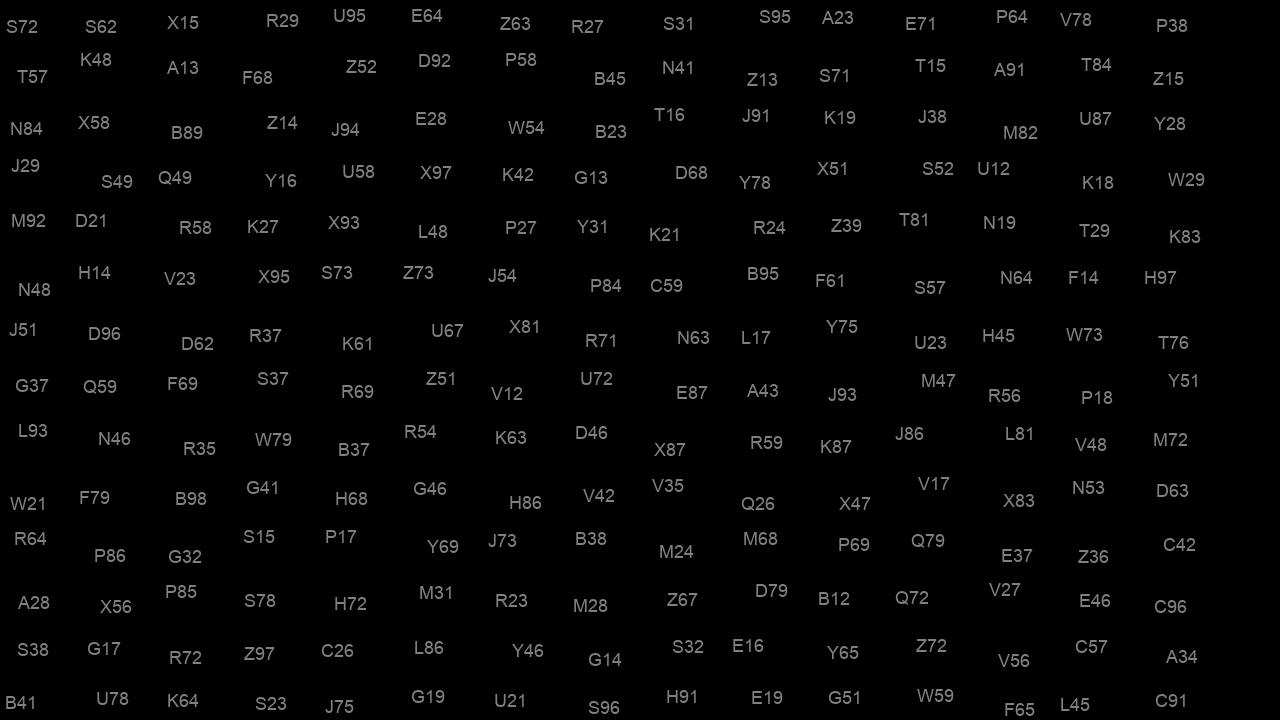 S72 S62 X15 R29 U95 E64 Z63 R27 S31 S95 A23 E71 P64 V78 P38
T57 K48 A13 F68 Z52 D92 P58 B45 N41 Z13 S71 T15 A91 T84 Z15
N84 X58 B89 Z14 J94 E28 W54 B23 T16 J91 K19 J38 M82 U87 Y28
J29 S49 Q49 Y16 U58 X97 K42 G13 D68 Y78 X51 S52 U12 K18 W29
M92 D21 R58 K27 X93 L48 P27 Y31 K21 R24 Z39 T81 N19 T29 K83
N48 H14 V23 X95 S73 Z73 J54 P84 C59 B95 F61 S57 N64 F14 H97
J51 D96 D62 R37 K61 U67 X81 R71 N63 L17 Y75 U23 H45 W73 T76
G37 Q59 F69 S37 R69 Z51 V12 U72 E87 A43 J93 M47 R56 P18 Y51
L93 N46 R35 W79 B37 R54 K63 D46 X87 R59 K87 J86 L81 V48 M72
W21 F79 B98 G41 H68 G46 H86 V42 V35 Q26 X47 V17 X83 N53 D63
R64 P86 G32 S15 P17 Y69 J73 B38 M24 M68 P69 Q79 E37 Z36 C42
A28 X56 P85 S78 H72 M31 R23 M28 Z67 D79 B12 Q72 V27 E46 C96
S38 G17 R72 Z97 C26 L86 Y46 G14 S32 E16 Y65 Z72 V56 C57 A34
B41 U78 K64 S23 J75 G19 U21 S96 H91 E19 G51 W59 F65 L45 C91